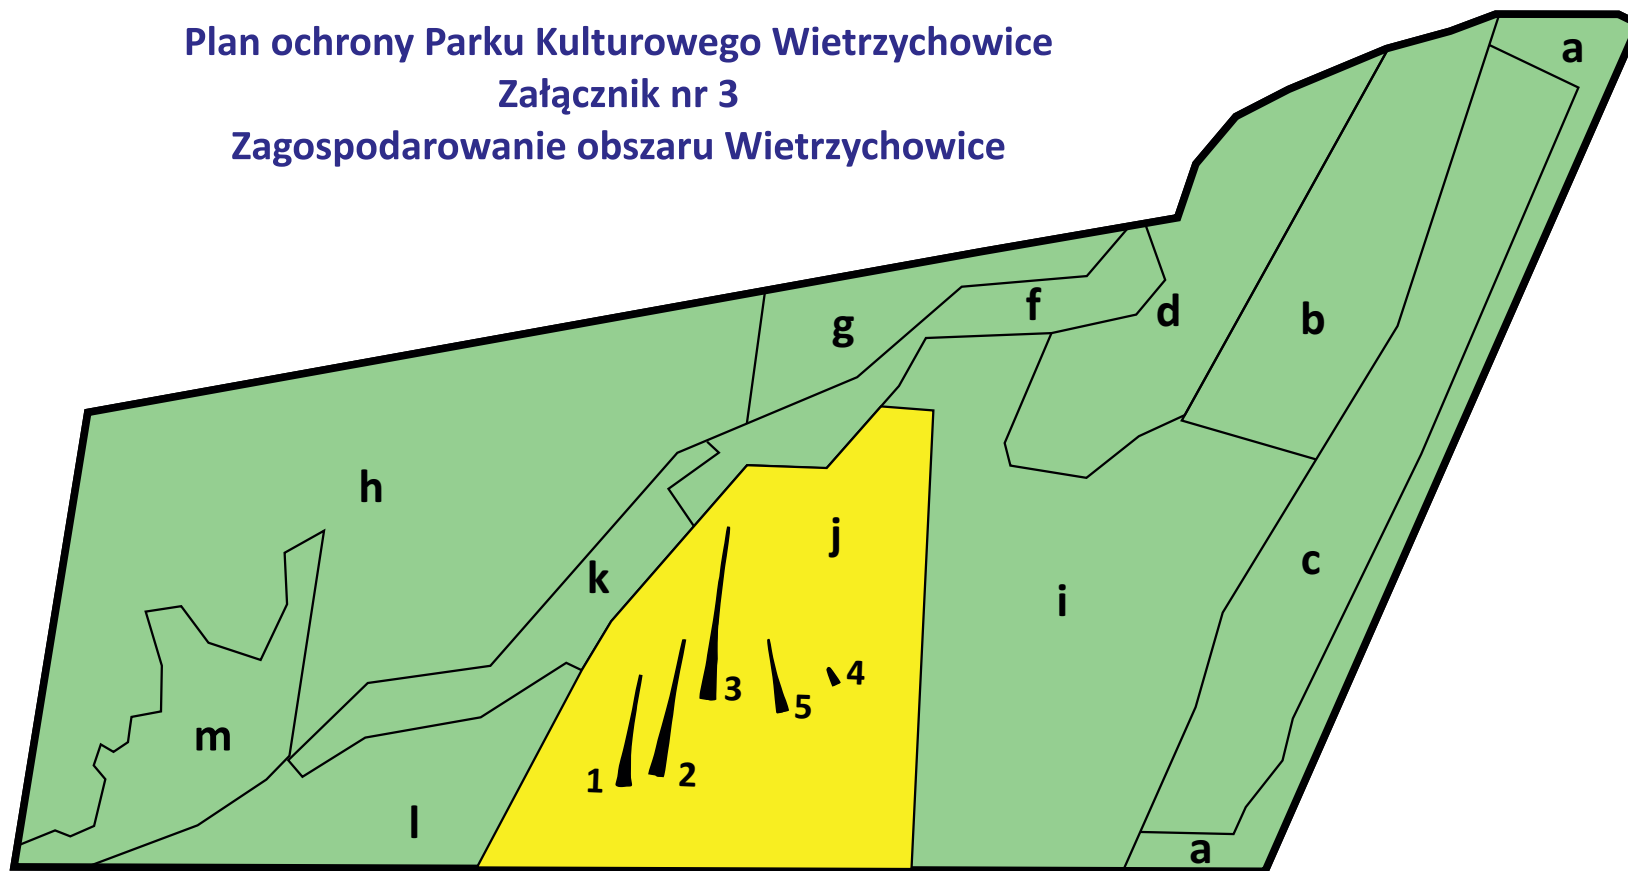 Plan ochrony Parku Kulturowego Wietrzychowice
Załącznik nr 3
Zagospodarowanie obszaru Wietrzychowice
a
g
f
d
b
h
j
k
i
c
m
3
5
4
1
2
l
a